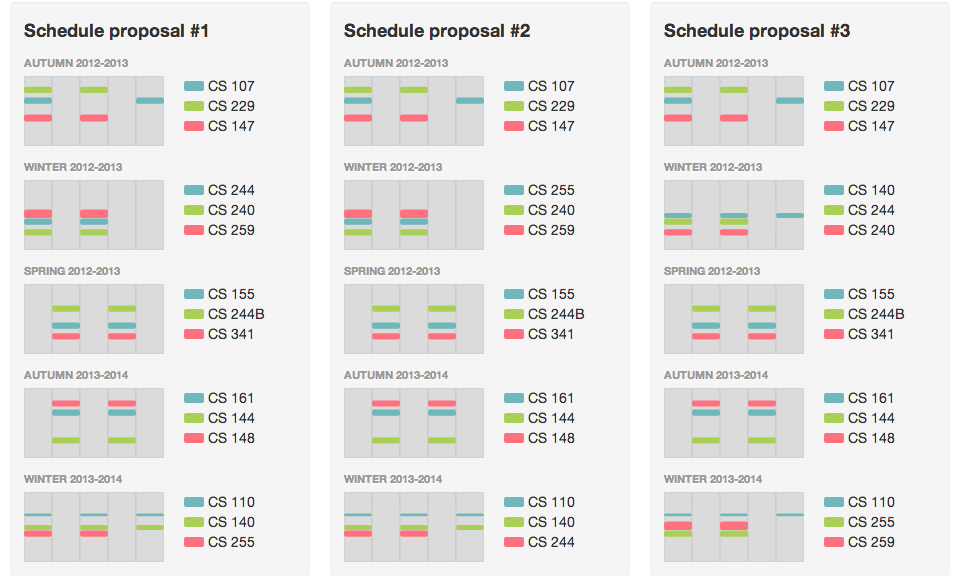 Schedule proposal #1
AUTUMN 2012-2013
CS 107
CS 229
CS 147
WINTER 2012-2013
CS 244
CS 240
CS 259
SPRING 2012-2013
CS 155
CS 244B
CS 341
AUTUMN 2013-2014
CS 161
CS 144
CS 148
WINTER 2013-2014
CS 110
CS 140
CS 255
Schedule proposal #2
AUTUMN 2012-2013
CS 107
CS 229
CS 147
WINTER 2012-2013
CS 255
CS 240
CS 259
SPRING 2012-2013
CS 155
CS 244B
CS 341
AUTUMN 2013-2014
CS 161
CS 144
CS 148
WINTER 2013-2014
CS 110
CS 140
CS 244
Schedule proposal #3
AUTUMN 2012-2013
CS 107
CS 229
CS 147
WINTER 2012-2013
CS 140
CS 244
CS 240
SPRING 2012-2013
CS 155
CS 244B
CS 341
AUTUMN 2013-2014
CS 161
CS 144
CS 148
WINTER 2013-2014
CS 110
CS 255
CS 259